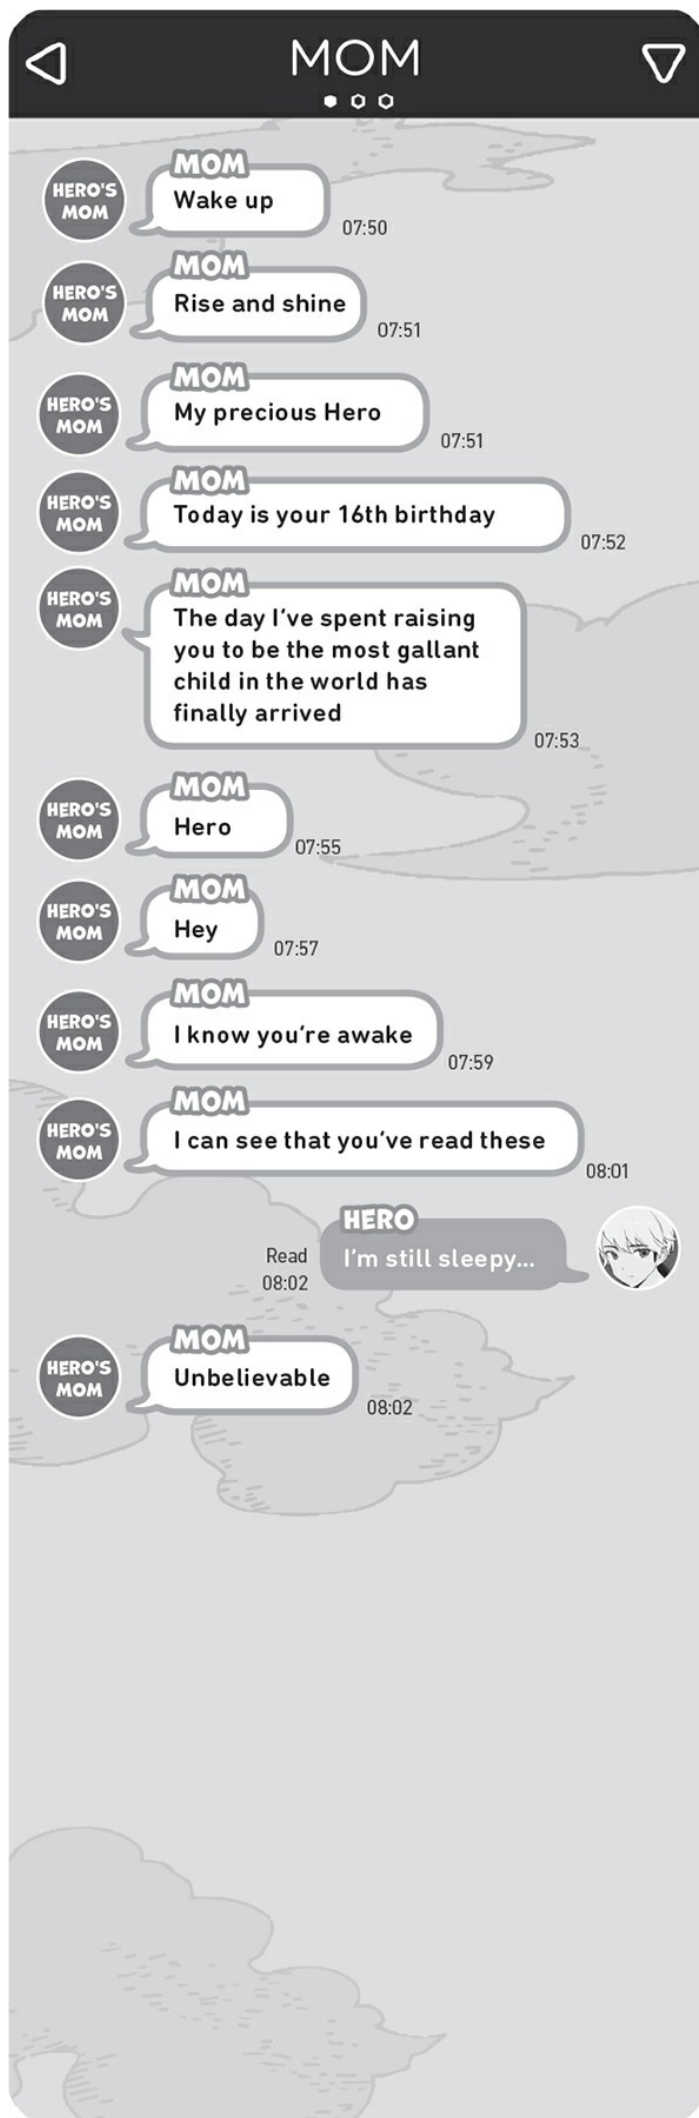 MOM
HERO'S
MOM
MOM
Wake up
07:50
HERO'S
MOM
MOM
Rise and shine
07:51
HERO'S
MOM
MOM
My precious Hero
07:51
HERO'S
MOM
MOM
Today is your 16th birthday
07:52
HERO'S
MOM
MOM
The day I've spent raising
you to be the most gallant
child in the world has
finally arrived
07:53
HERO'S
MOM
MOM
Hero
07:55
HERO'S
MOM
MOM
Hey
07:57
HERO'S
MOM
MOM
I know you're awake
07:59
HERO'S
MOM
MOM
I can see that you've read these
08:01
HERO
I'm still sleepy...
Read
08:02
HERO'S
MOM
MOM
Unbelievable
08:02